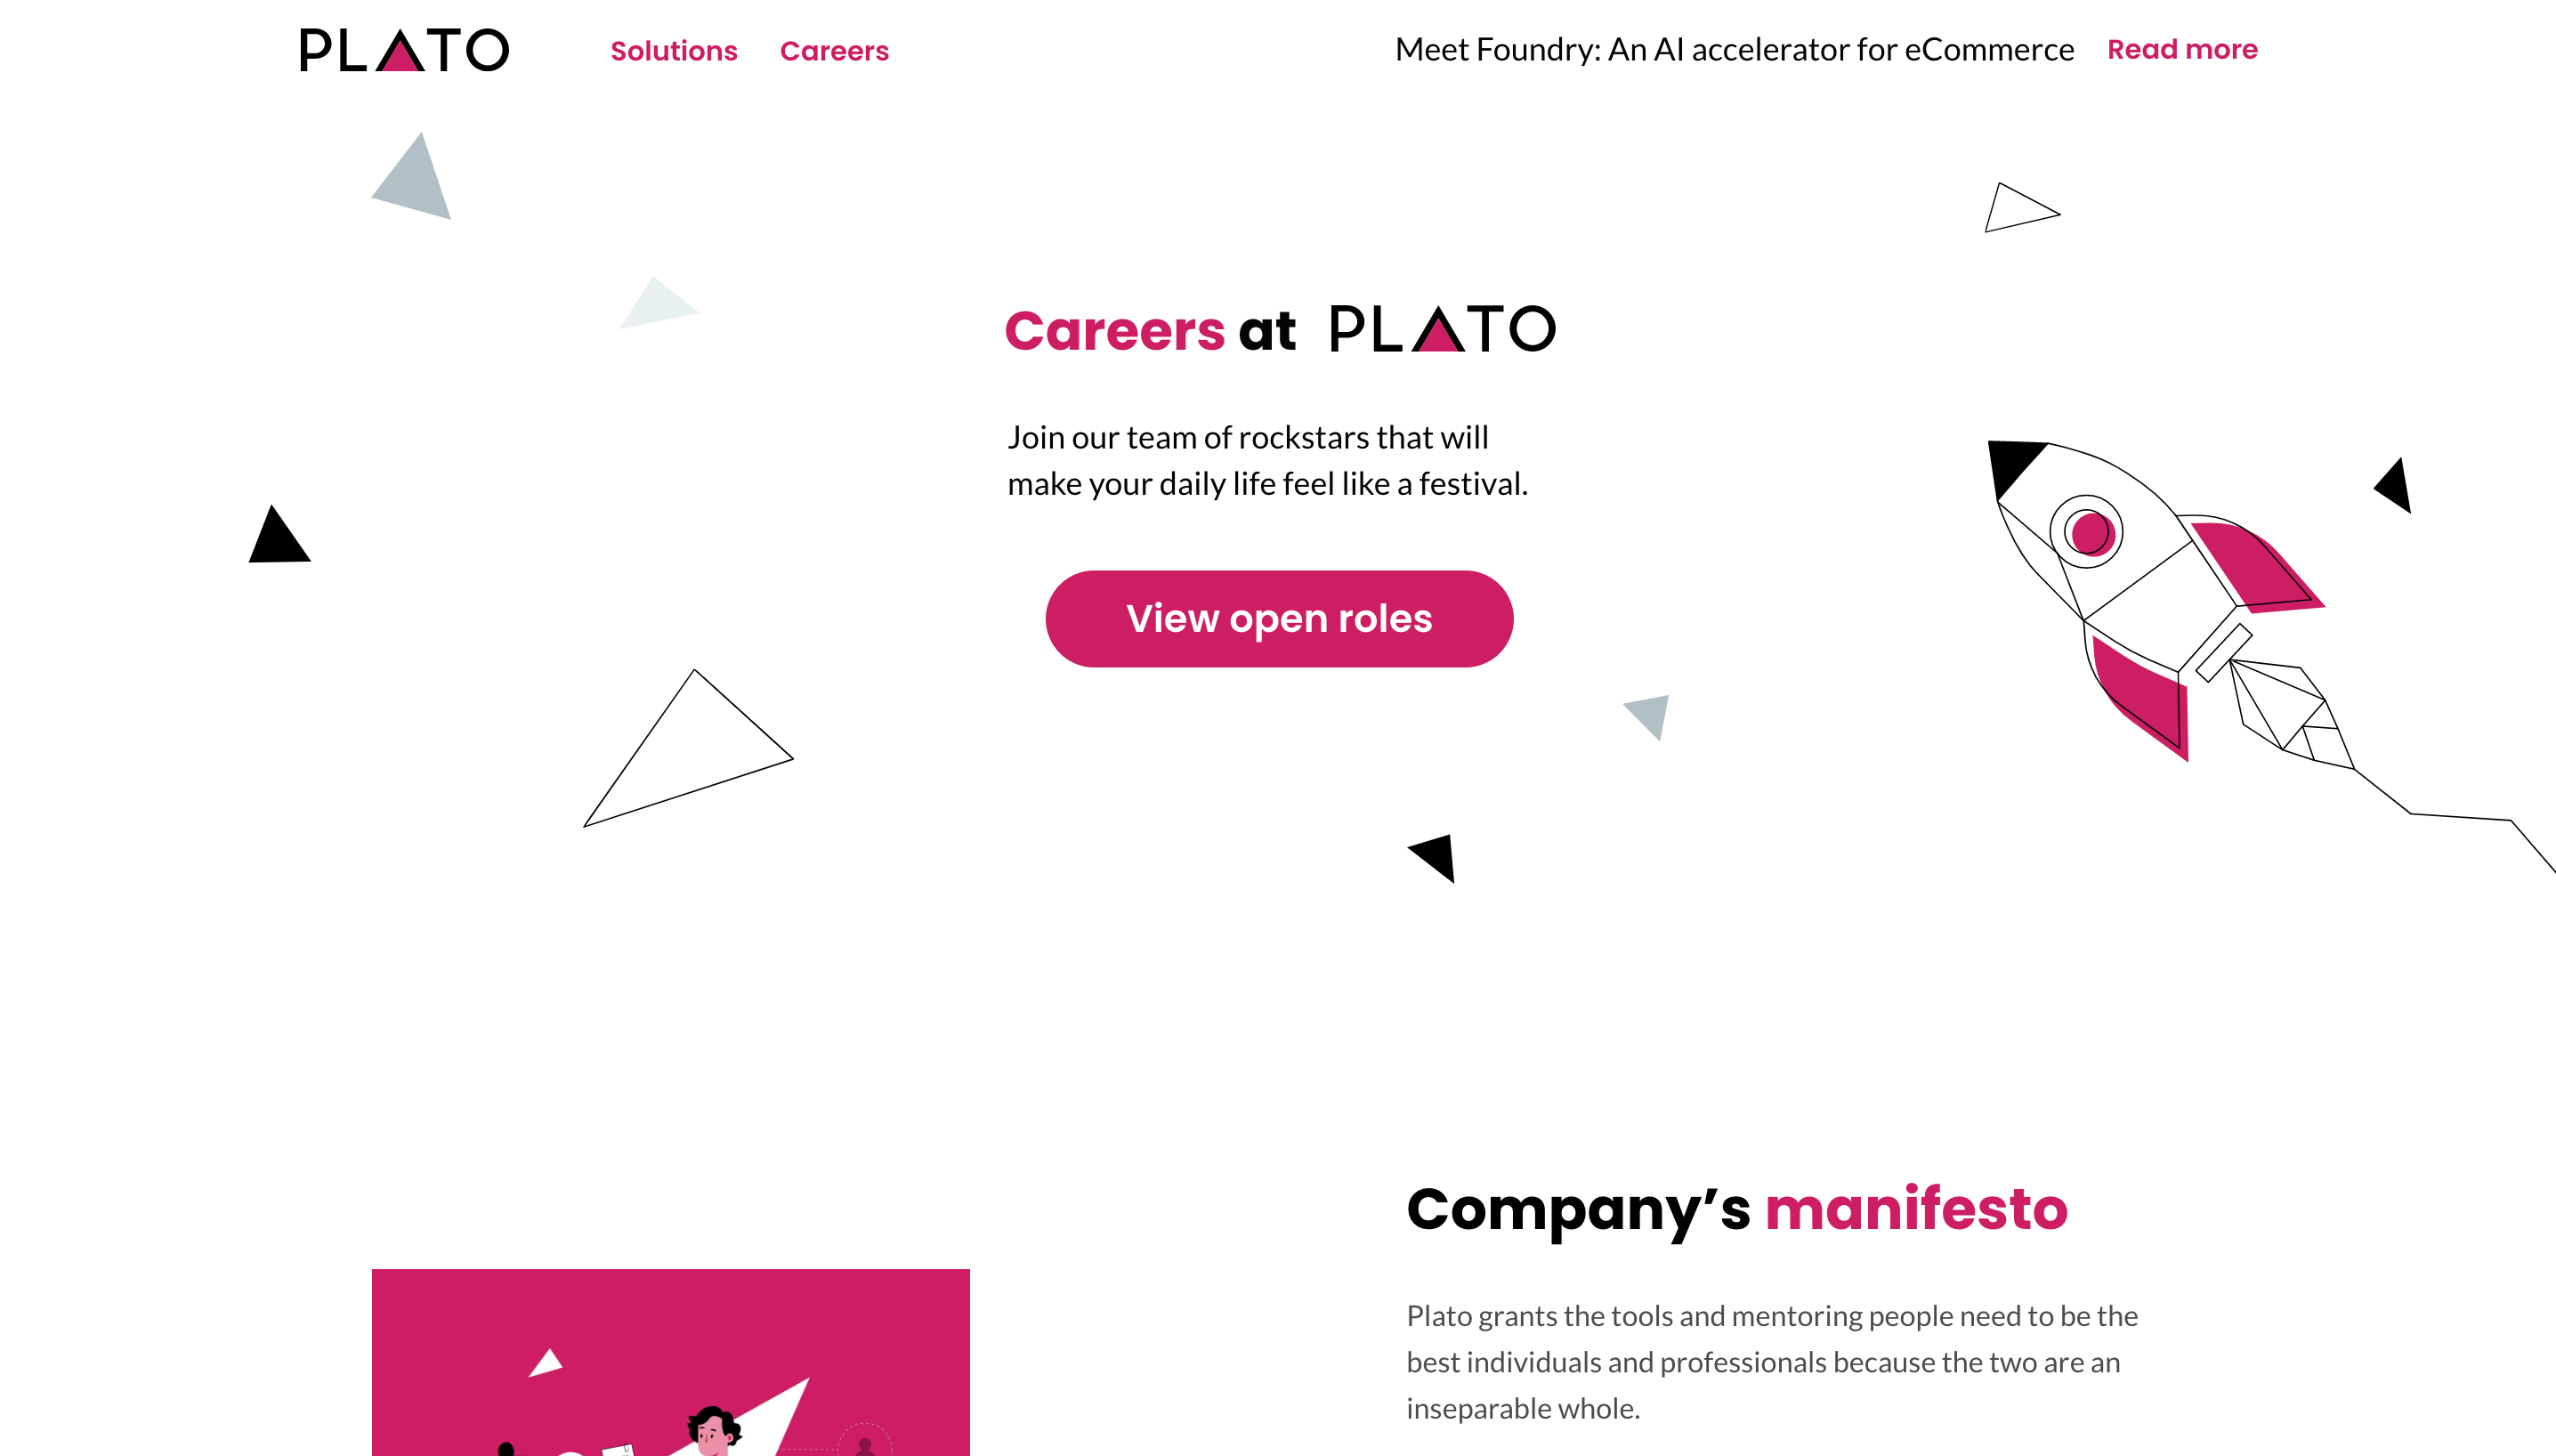 PLATO
Solutions
Careers
Meet Foundry: An AI accelerator for eCommerce
Read more
Careers at PLATO
Join our team of rockstars that will
make your daily life feel like a festival.
View open roles
Company’s manifesto
Plato grants the tools and mentoring people need to be the
best individuals and professionals because the two are an
inseparable whole.